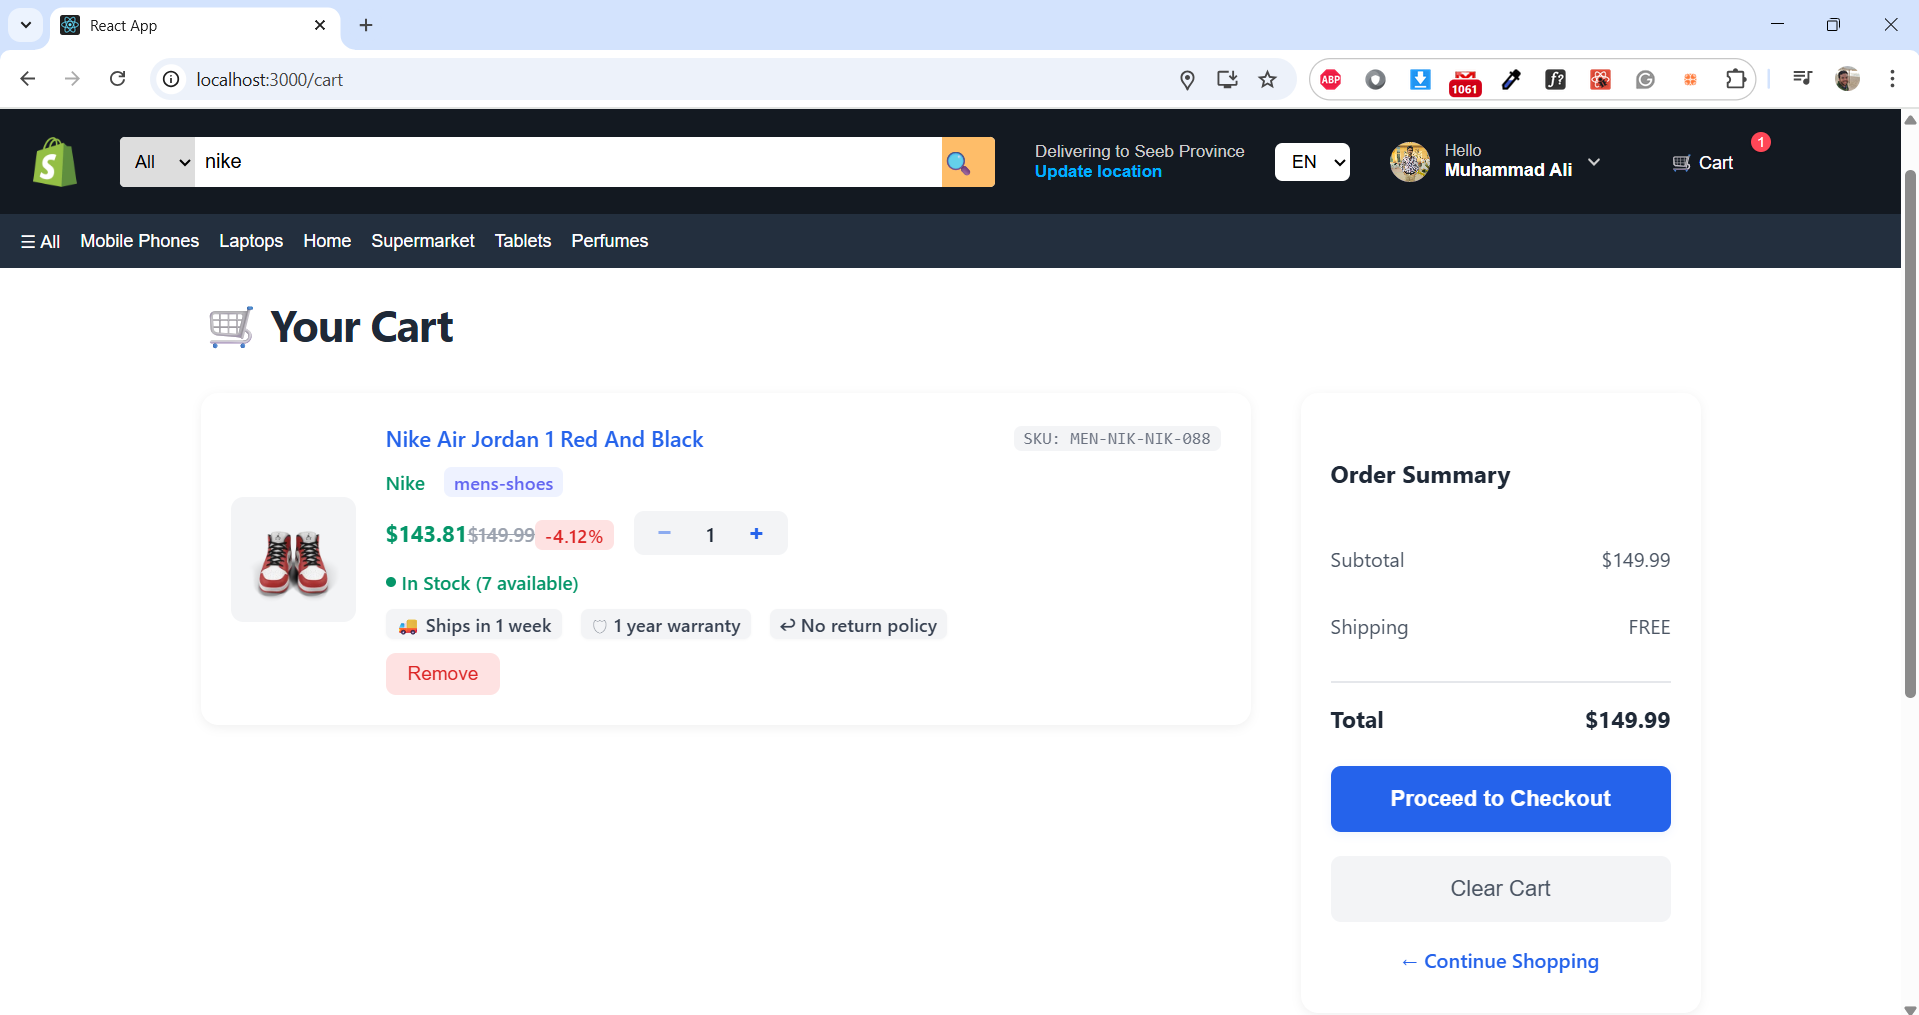 React App
localhost:3000/cart
ABP
1061
f?
G
S
All
nike
Delivering to Seeb Province
Update location
EN
Hello
Muhammad Ali
Cart
1
☰ All
Mobile Phones
Laptops
Home
Supermarket
Tablets
Perfumes
Your Cart
Nike Air Jordan 1 Red And Black
SKU: MEN-NIK-NIK-088
Nike
mens-shoes
$143.81 $149.99 -4.12%
− 1 +
In Stock (7 available)
Ships in 1 week
1 year warranty
↩ No return policy
Remove
Order Summary
Subtotal $149.99
Shipping FREE
Total $149.99
Proceed to Checkout
Clear Cart
← Continue Shopping